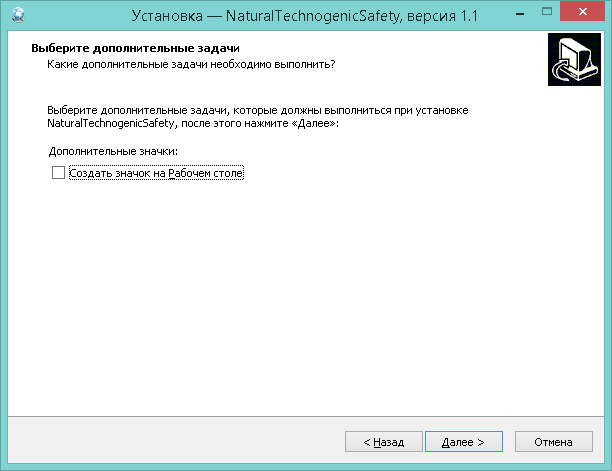 Установка — NaturalTechnogenicSafety, версия 1.1
Выберите дополнительные задачи
Какие дополнительные задачи необходимо выполнить?
Выберите дополнительные задачи, которые должны выполниться при установке
NaturalTechnogenicSafety, после этого нажмите «Далее»:
Дополнительные значки:
Создать значок на Рабочем столе
< Назад
Далее >
Отмена